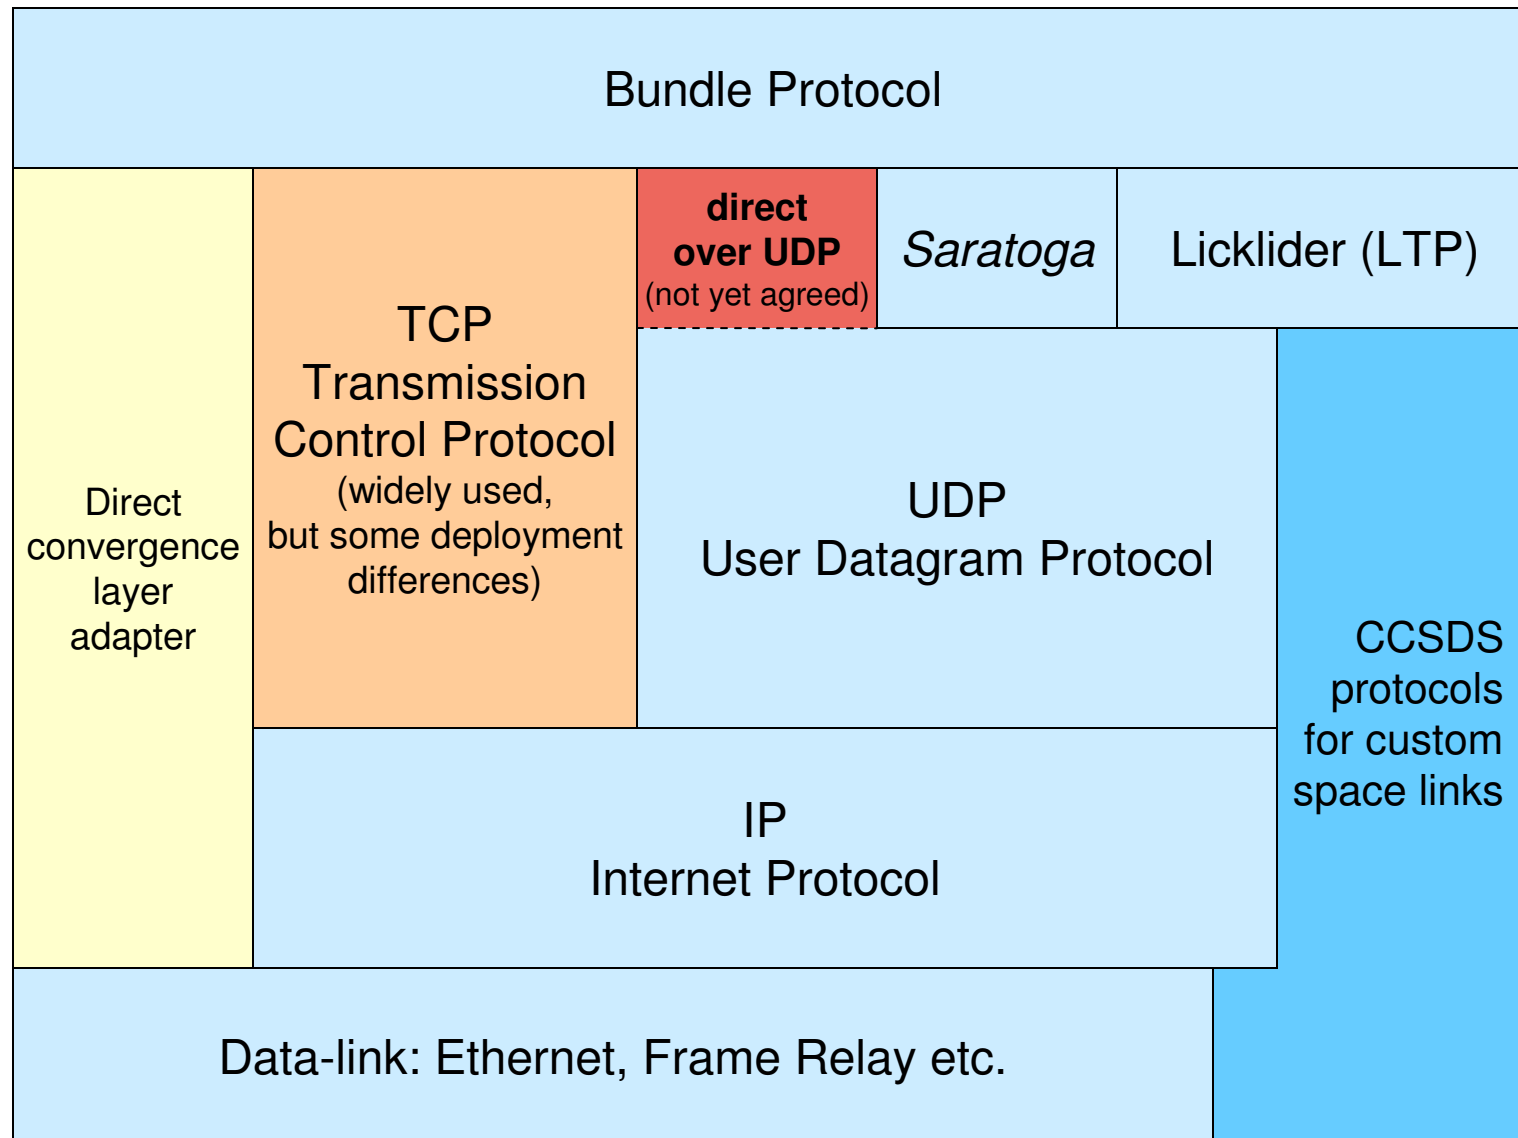 Bundle Protocol
direct
over UDP
(not yet agreed)
Saratoga
Licklider (LTP)
TCP
Transmission
Control Protocol
(widely used,
but some deployment
differences)
Direct
convergence
layer
adapter
UDP
User Datagram Protocol
CCSDS
protocols
for custom
space links
IP
Internet Protocol
Data-link: Ethernet, Frame Relay etc.